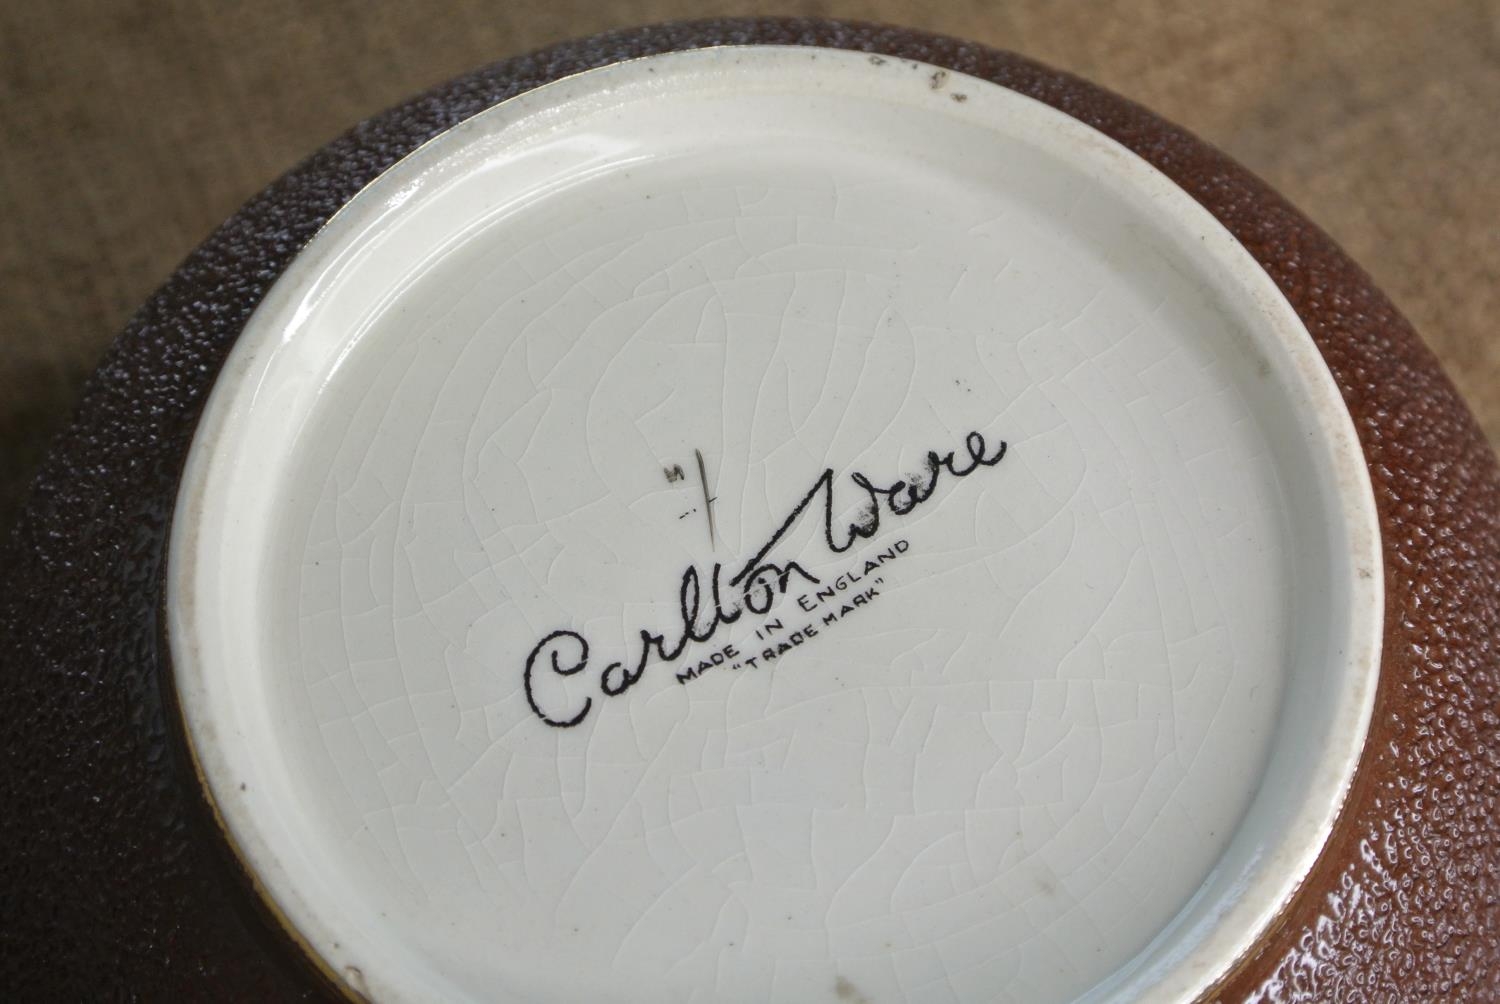 Carlton Ware
MADE IN ENGLAND
"TRADE MARK"